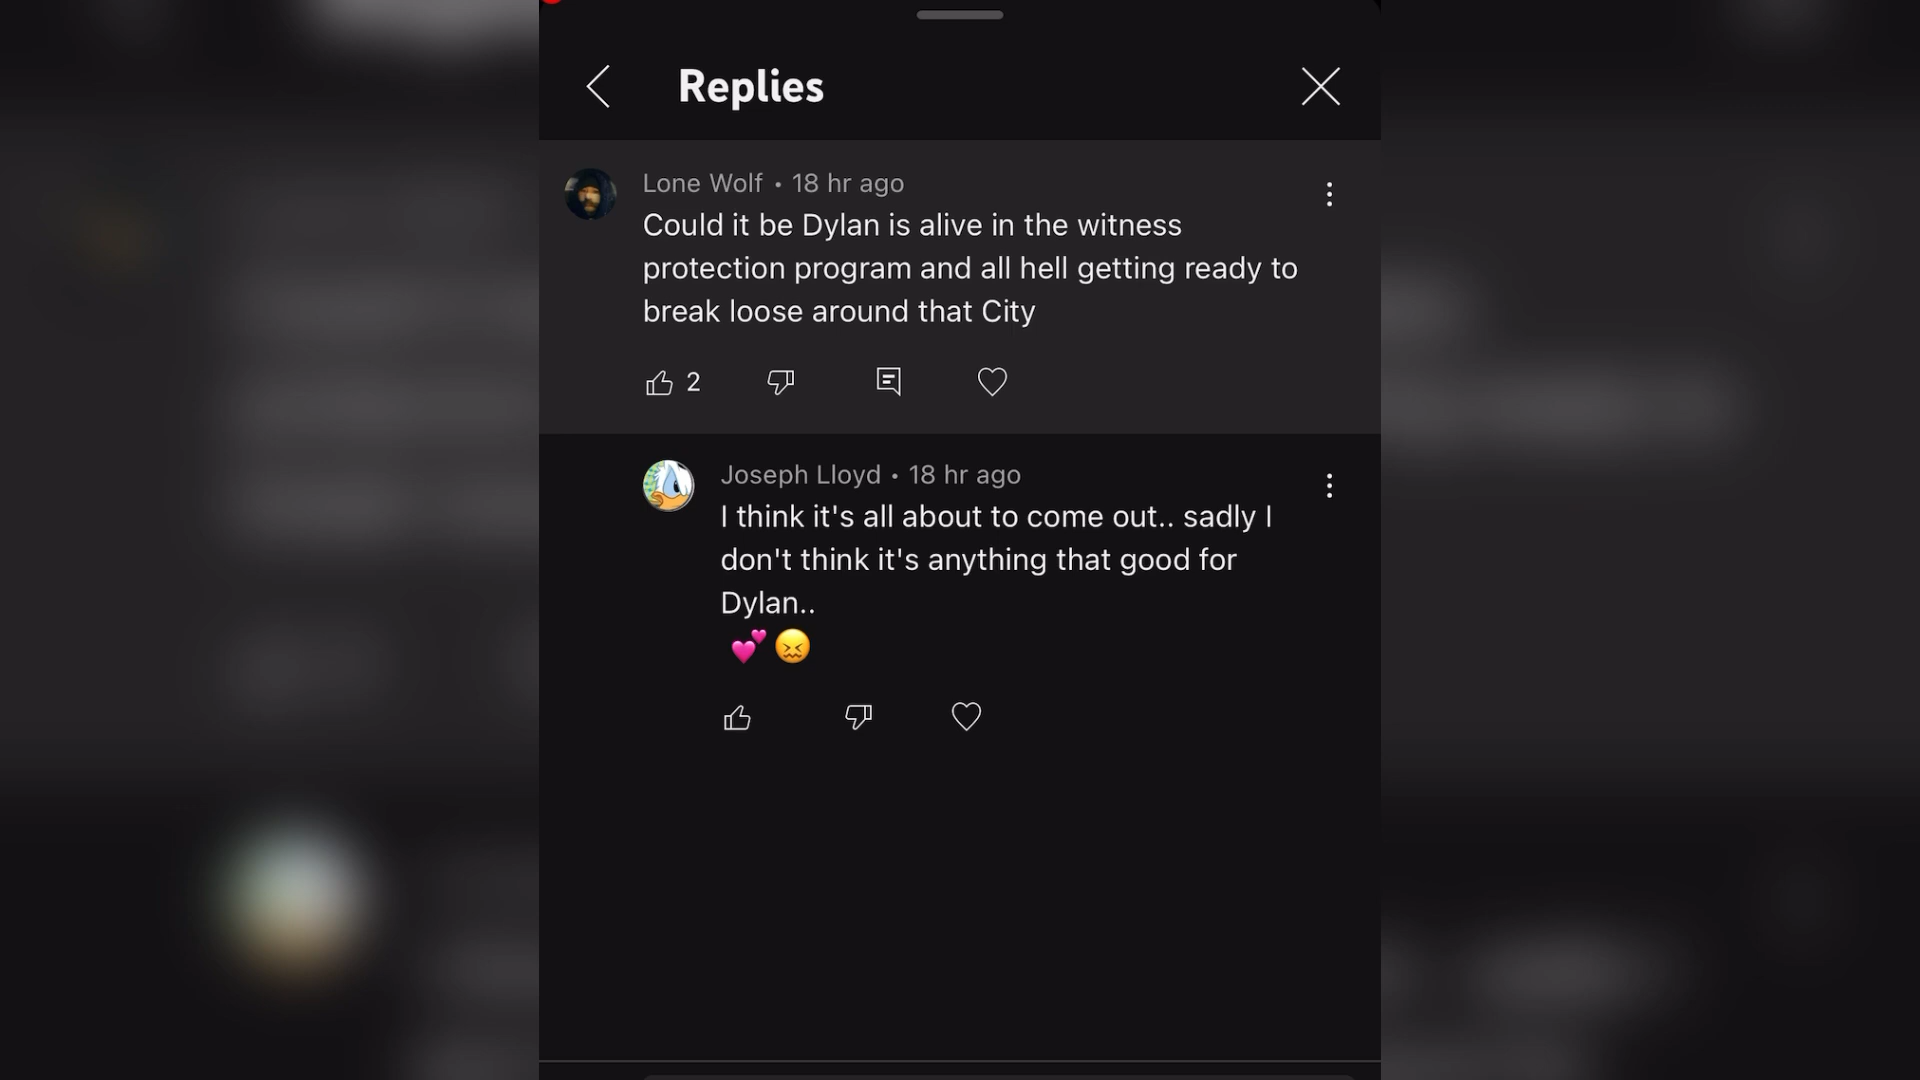 Replies
Lone Wolf • 18 hr ago
Could it be Dylan is alive in the witness
protection program and all hell getting ready to
break loose around that City
2
Joseph Lloyd • 18 hr ago
I think it's all about to come out.. sadly I
don't think it's anything that good for
Dylan..
💕😖